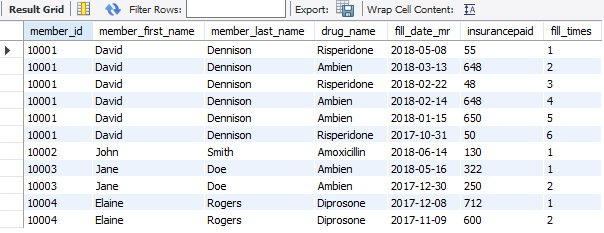 Result Grid Filter Rows: Export: Wrap Cell Content:
member_id member_first_name member_last_name drug_name fill_date_mr insurancepaid fill_times
10001 David Dennison Risperidone 2018-05-08 55 1
10001 David Dennison Ambien 2018-03-13 648 2
10001 David Dennison Risperidone 2018-02-22 48 3
10001 David Dennison Ambien 2018-02-14 648 4
10001 David Dennison Ambien 2018-01-15 650 5
10001 David Dennison Risperidone 2017-10-31 50 6
10002 John Smith Amoxicillin 2018-06-14 130 1
10003 Jane Doe Ambien 2018-05-16 322 1
10003 Jane Doe Ambien 2017-12-30 250 2
10004 Elaine Rogers Diprosone 2017-12-08 712 1
10004 Elaine Rogers Diprosone 2017-11-09 600 2